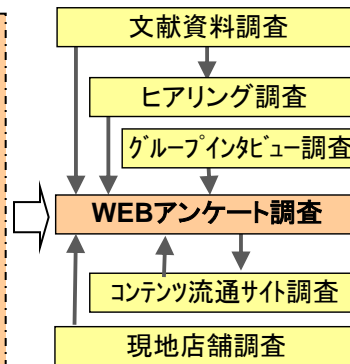 文献資料調査
ヒアリング調査
グループインタビュー調査
WEBアンケート調査
コンテンツ流通サイト調査
現地店舗調査